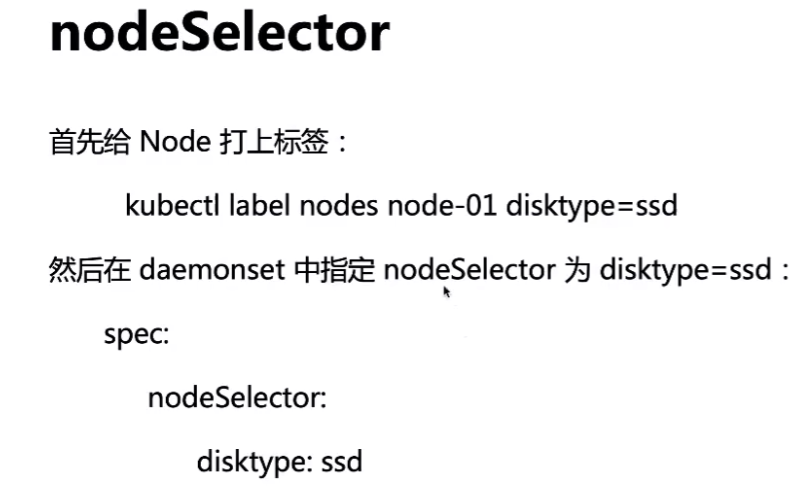 nodeSelector
首先给 Node 打上标签：
kubectl label nodes node-01 disktype=ssd
然后在 daemonset 中指定 nodeSelector 为 disktype=ssd：
spec:
nodeSelector:
disktype: ssd